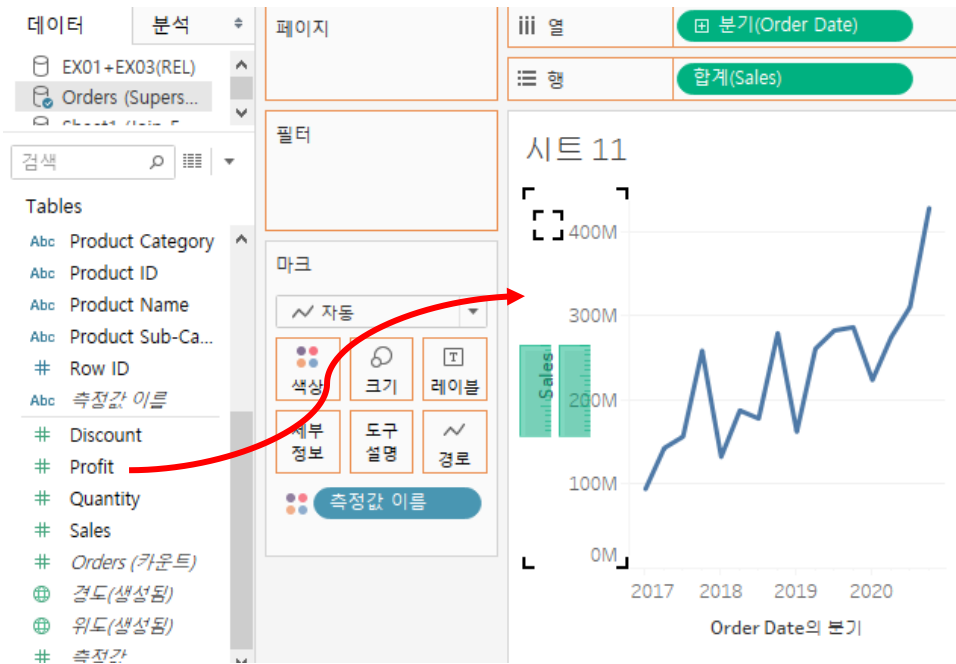 데이터
분석
EX01+EX03(REL)
Orders (Supers...
검색
Tables
Abc Product Category
Abc Product ID
Abc Product Name
Abc Product Sub-Ca...
# Row ID
Abc 측정값 이름
# Discount
# Profit
# Quantity
# Sales
# Orders (카운트)
경도(생성됨)
위도(생성됨)
# 측정값
페이지
필터
마크
자동
색상
크기
T
레이블
세부
정보
도구
설명
경로
측정값 이름
iii 열
분기(Order Date)
행
합계(Sales)
시트 11
400M
300M
200M
100M
0M
Sales
2017 2018 2019 2020
Order Date의 분기